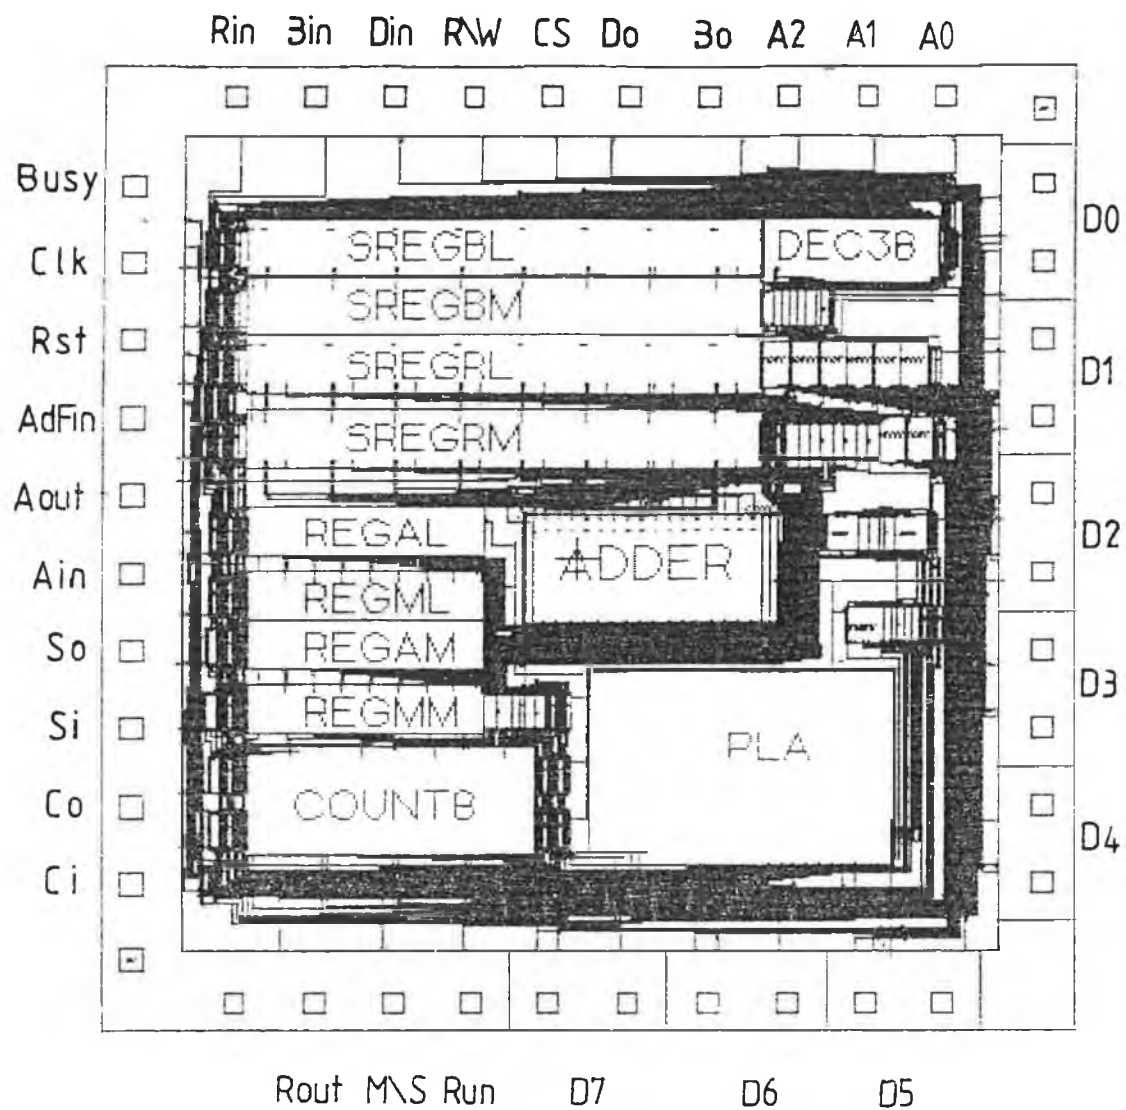 Rin Bin Din R\W CS Do Bo A2 A1 A0
Busy
D0
Clk
SREGBL DEC3B
SREGBM
Rst
SREGRL
D1
AdFin
SREGRM
Aout
REGAL
ADDER
D2
Ain
REGML
So
REGAM
D3
Si
REGMM
PLA
Co
COUNTB
D4
Ci
Rout M\S Run D7 D6 D5